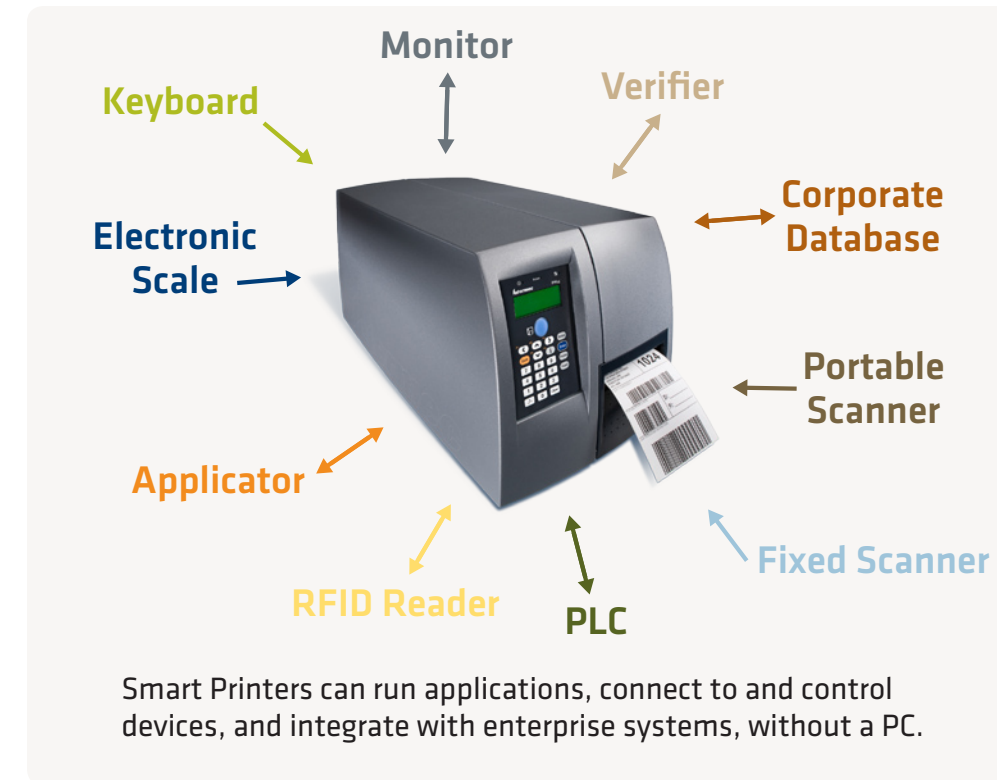 Monitor
Verifier
Keyboard
Corporate
Database
Electronic
Scale
Portable
Scanner
1024
Applicator
Fixed Scanner
RFID Reader
PLC
Smart Printers can run applications, connect to and control
devices, and integrate with enterprise systems, without a PC.